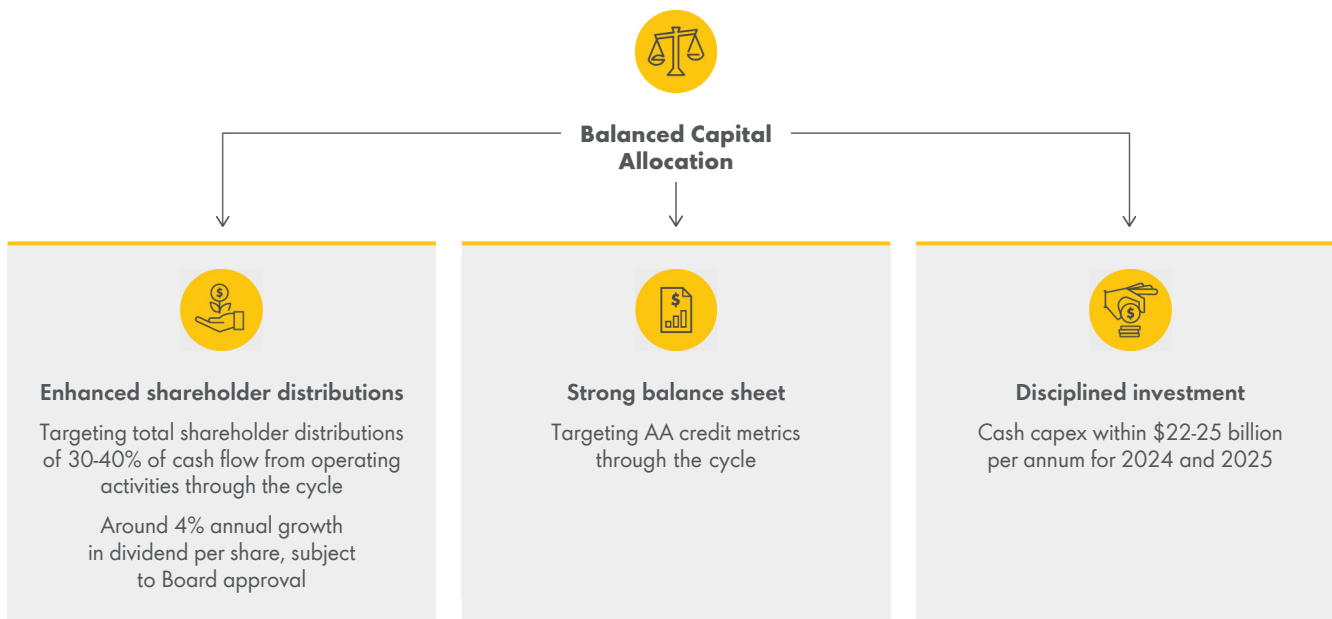 Balanced Capital
Allocation
Enhanced shareholder distributions
Targeting total shareholder distributions
of 30-40% of cash flow from operating
activities through the cycle
Around 4% annual growth
in dividend per share, subject
to Board approval
$
Strong balance sheet
Targeting AA credit metrics
through the cycle
$
Disciplined investment
Cash capex within $22-25 billion
per annum for 2024 and 2025
$